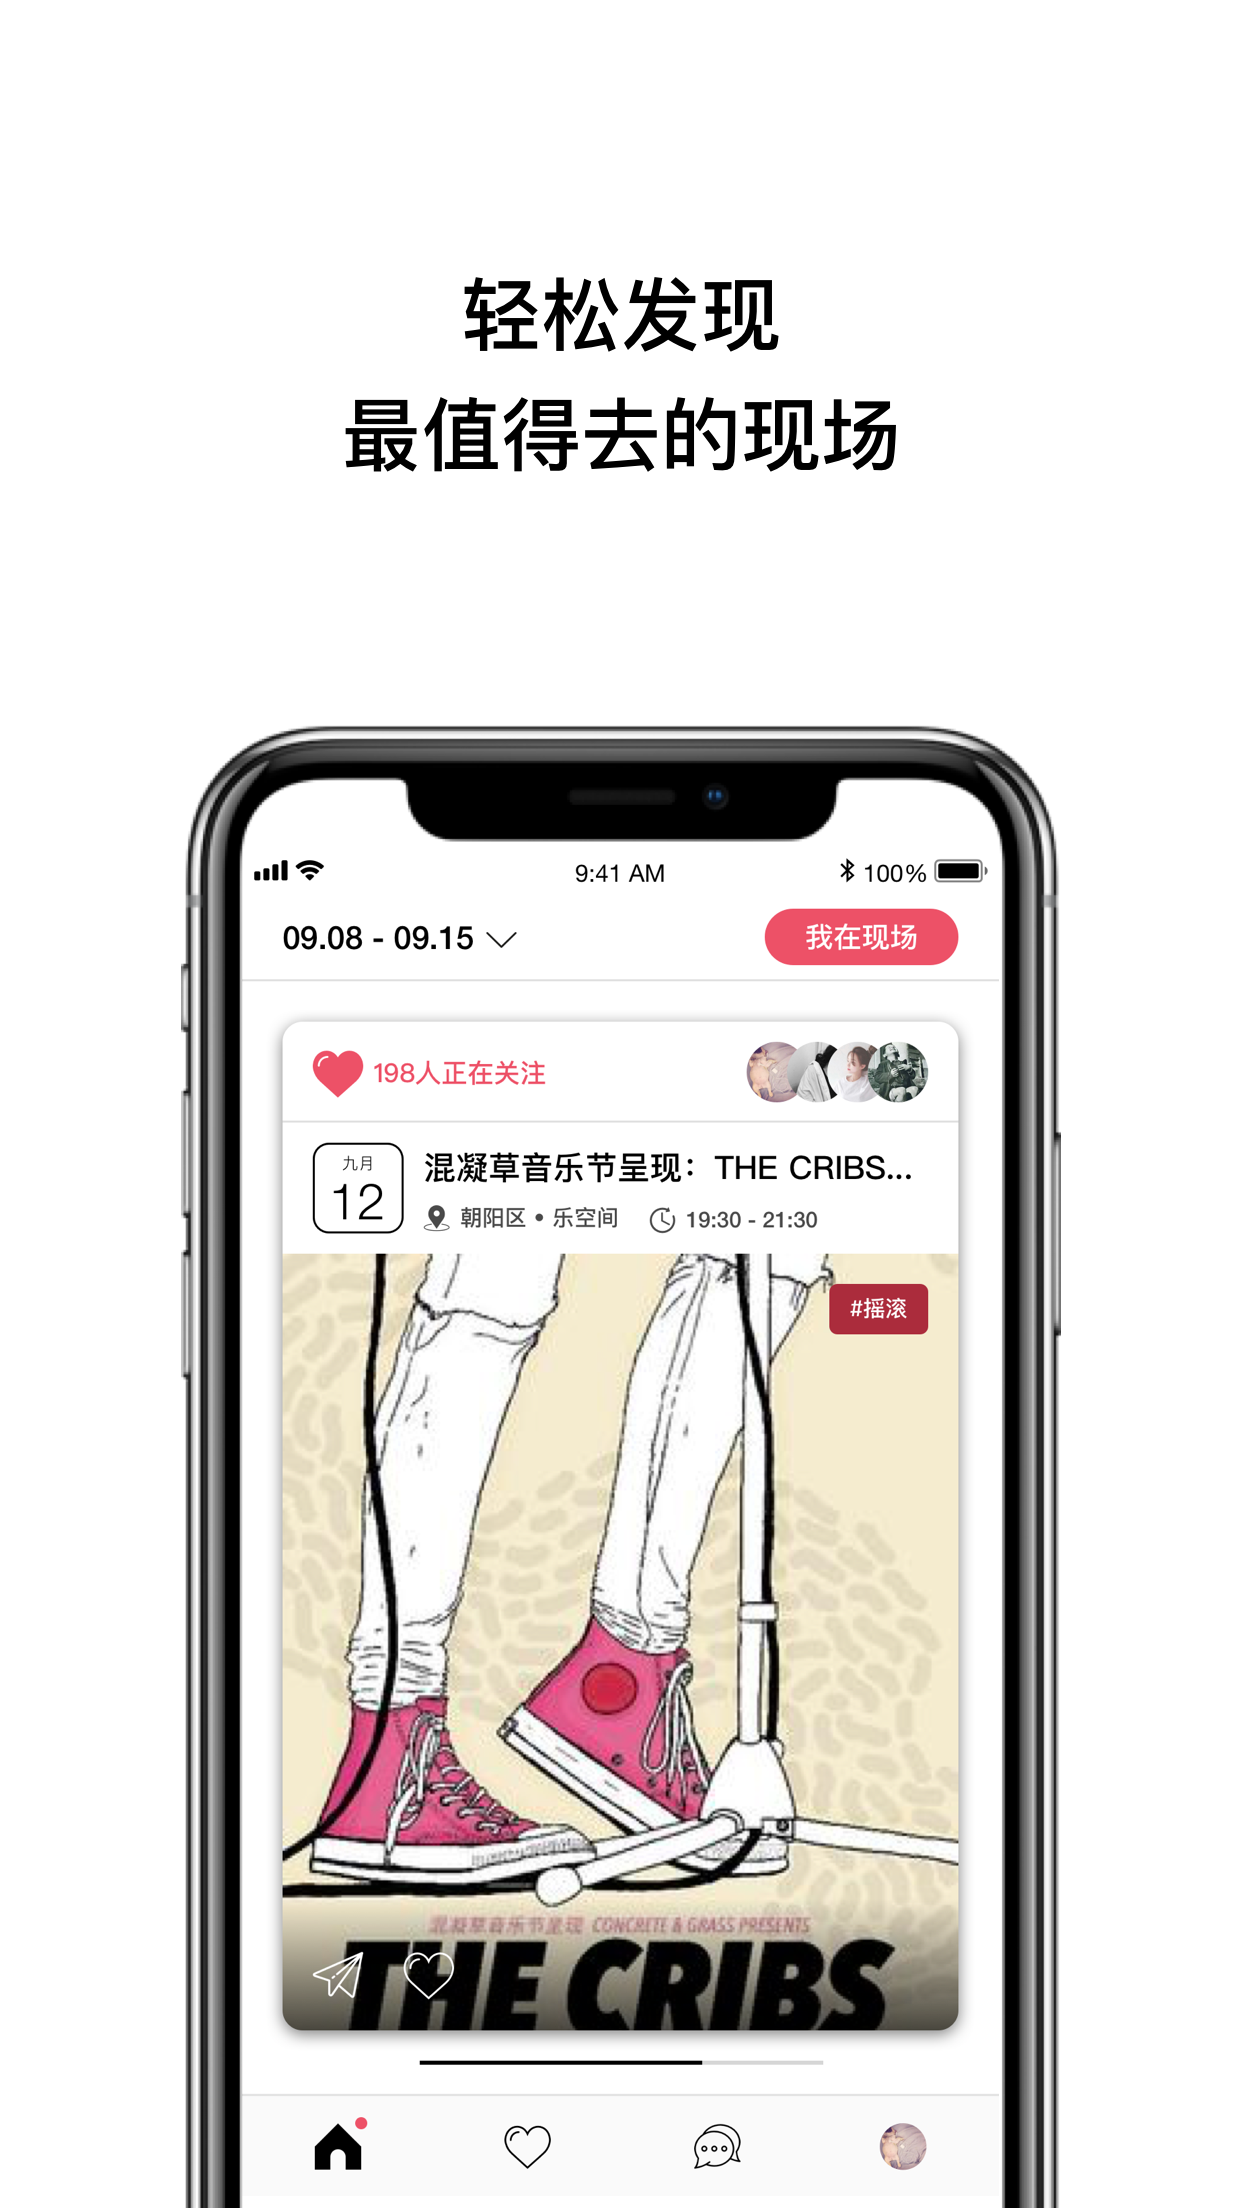 轻松发现
最值得去的现场
9:41 AM
100%
09.08 - 09.15
我在现场
198人正在关注
九月
12
混凝草音乐节呈现：THE CRIBS...
朝阳区 • 乐空间
19:30 - 21:30
#摇滚
混凝草音乐节呈现 CONCRETE & GRASS PRESENTS
THE CRIBS